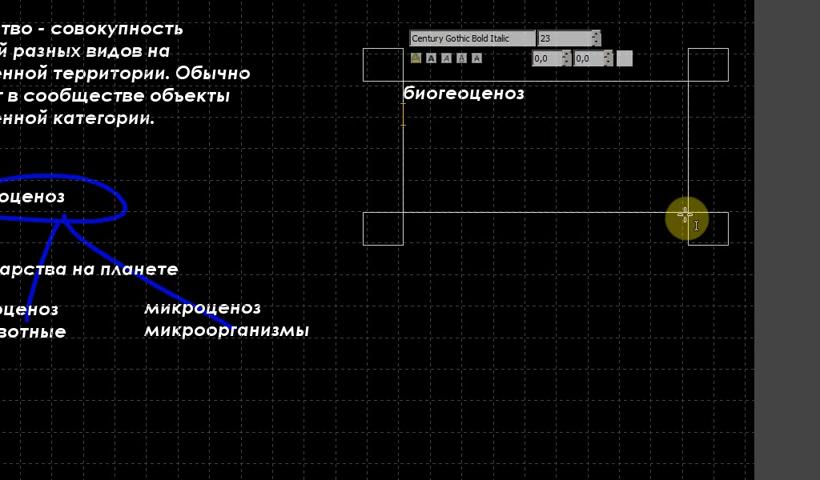 тво - совокупность
й разных видов на
енной территории. Обычно
т в сообществе объекты
енной категории.
оценоз
арства на планете
оценоз
вотные
микроценоз
микроорганизмы
Century Gothic Bold Italic 23
A A A A A 0,0 0,0
биогеоценоз